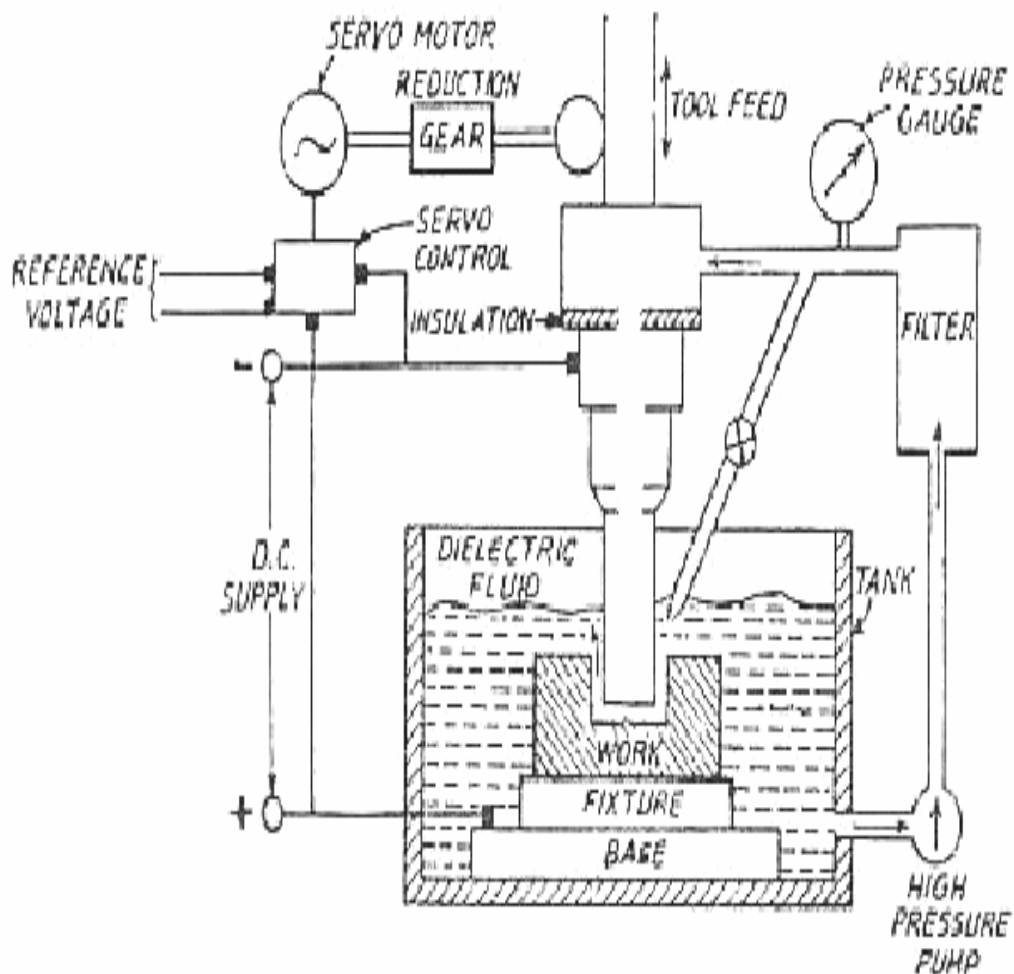 SERVO MOTOR
REDUCTION
GEAR
TOOL FEED
PRESSURE
GAUGE
SERVO
CONTROL
REFERENCE
VOLTAGE
INSULATION
FILTER
-
D.C.
SUPPLY
DIELECTRIC
FLUID
TANK
WORK
FIXTURE
+
BASE
HIGH
PRESSURE
PUMP